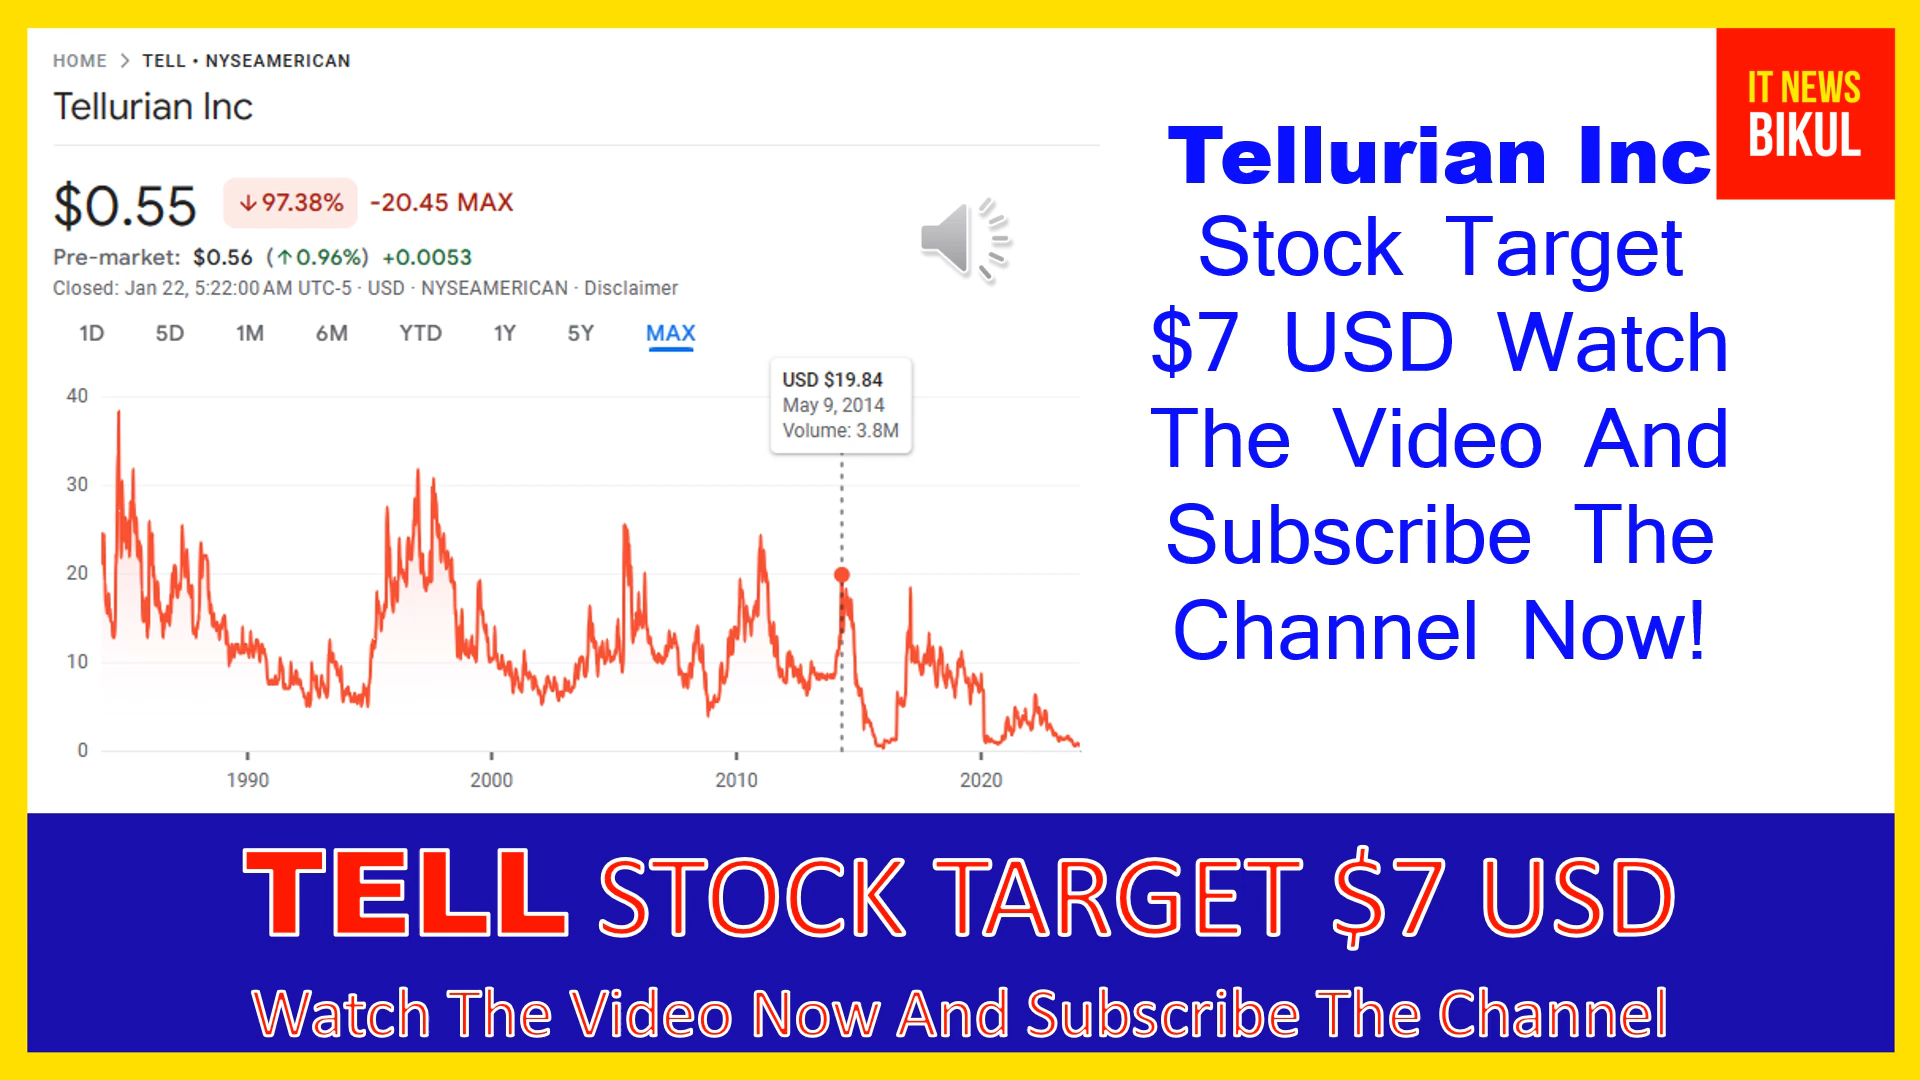 HOME > TELL • NYSEAMERICAN
Tellurian Inc
$0.55 ↓97.38% -20.45 MAX
Pre-market: $0.56 (↑0.96%) +0.0053
Closed: Jan 22, 5:22:00 AM UTC-5 · USD · NYSEAMERICAN · Disclaimer
1D 5D 1M 6M YTD 1Y 5Y MAX
USD $19.84
May 9, 2014
Volume: 3.8M
40
30
20
10
0
1990 2000 2010 2020
IT NEWS
BIKUL
Tellurian Inc
Stock Target
$7 USD Watch
The Video And
Subscribe The
Channel Now!
TELL STOCK TARGET $7 USD
Watch The Video Now And Subscribe The Channel